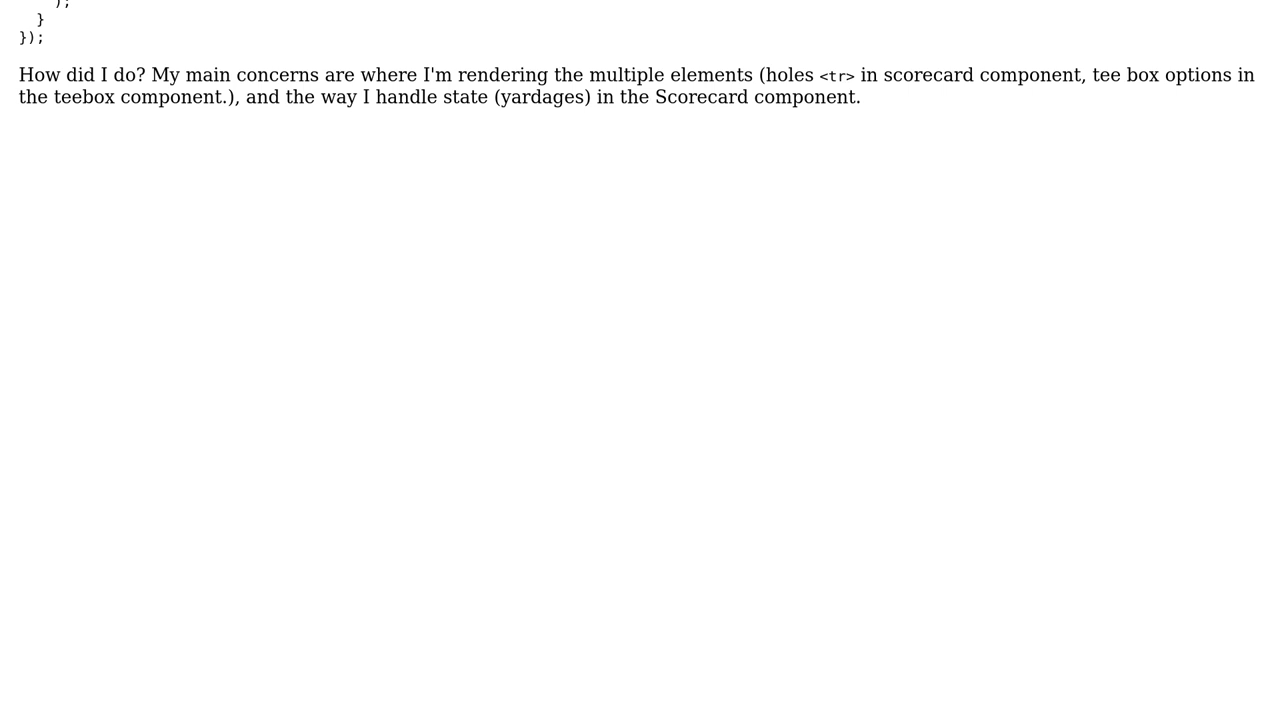 );
}
});
How did I do? My main concerns are where I'm rendering the multiple elements (holes <tr> in scorecard component, tee box options in
the teebox component.), and the way I handle state (yardages) in the Scorecard component.